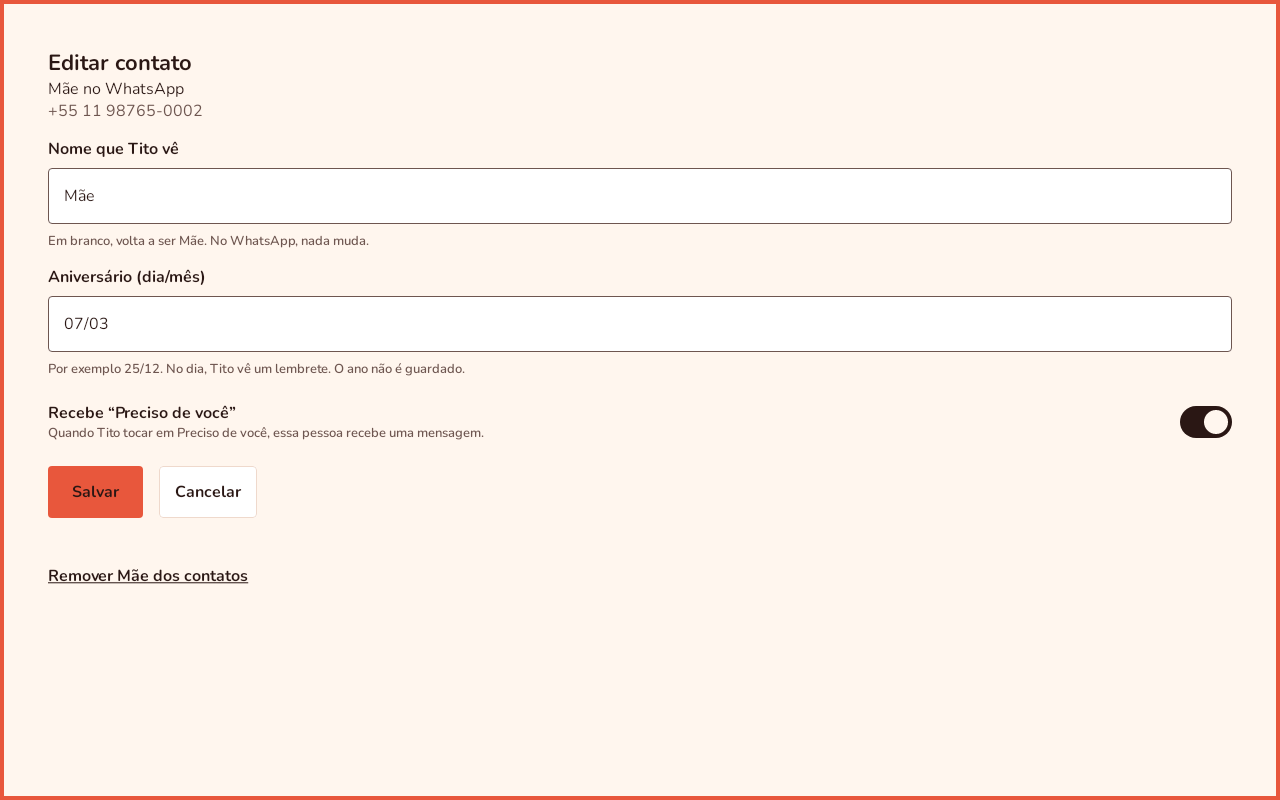 Editar contato
Mãe no WhatsApp
+55 11 98765-0002
Nome que Tito vê
Mãe
Em branco, volta a ser Mãe. No WhatsApp, nada muda.
Aniversário (dia/mês)
07/03
Por exemplo 25/12. No dia, Tito vê um lembrete. O ano não é guardado.
Recebe “Preciso de você”
Quando Tito tocar em Preciso de você, essa pessoa recebe uma mensagem.
Salvar
Cancelar
Remover Mãe dos contatos